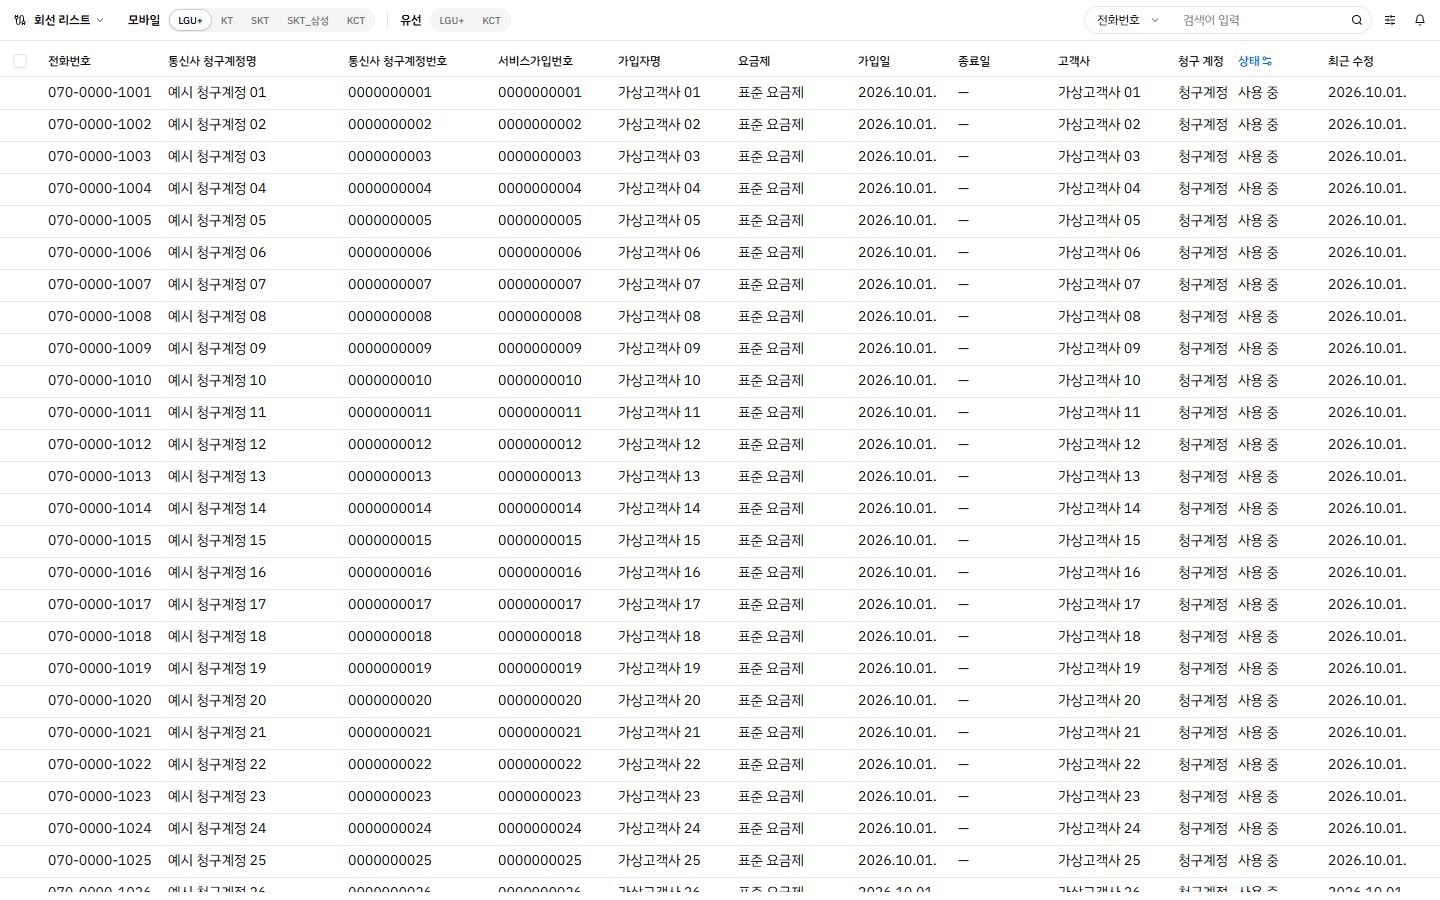 회선 리스트 모바일 LGU+ KT SKT SKT_삼성 KCT 유선 LGU+ KCT 전화번호 검색어 입력
전화번호 통신사 청구계정명 통신사 청구계정번호 서비스가입번호 가입자명 요금제 가입일 종료일 고객사 청구 계정 상태 최근 수정
070-0000-1001 예시 청구계정 01 0000000001 0000000001 가상고객사 01 표준 요금제 2026.10.01. — 가상고객사 01 청구계정 사용 중 2026.10.01.
070-0000-1002 예시 청구계정 02 0000000002 0000000002 가상고객사 02 표준 요금제 2026.10.01. — 가상고객사 02 청구계정 사용 중 2026.10.01.
070-0000-1003 예시 청구계정 03 0000000003 0000000003 가상고객사 03 표준 요금제 2026.10.01. — 가상고객사 03 청구계정 사용 중 2026.10.01.
070-0000-1004 예시 청구계정 04 0000000004 0000000004 가상고객사 04 표준 요금제 2026.10.01. — 가상고객사 04 청구계정 사용 중 2026.10.01.
070-0000-1005 예시 청구계정 05 0000000005 0000000005 가상고객사 05 표준 요금제 2026.10.01. — 가상고객사 05 청구계정 사용 중 2026.10.01.
070-0000-1006 예시 청구계정 06 0000000006 0000000006 가상고객사 06 표준 요금제 2026.10.01. — 가상고객사 06 청구계정 사용 중 2026.10.01.
070-0000-1007 예시 청구계정 07 0000000007 0000000007 가상고객사 07 표준 요금제 2026.10.01. — 가상고객사 07 청구계정 사용 중 2026.10.01.
070-0000-1008 예시 청구계정 08 0000000008 0000000008 가상고객사 08 표준 요금제 2026.10.01. — 가상고객사 08 청구계정 사용 중 2026.10.01.
070-0000-1009 예시 청구계정 09 0000000009 0000000009 가상고객사 09 표준 요금제 2026.10.01. — 가상고객사 09 청구계정 사용 중 2026.10.01.
070-0000-1010 예시 청구계정 10 0000000010 0000000010 가상고객사 10 표준 요금제 2026.10.01. — 가상고객사 10 청구계정 사용 중 2026.10.01.
070-0000-1011 예시 청구계정 11 0000000011 0000000011 가상고객사 11 표준 요금제 2026.10.01. — 가상고객사 11 청구계정 사용 중 2026.10.01.
070-0000-1012 예시 청구계정 12 0000000012 0000000012 가상고객사 12 표준 요금제 2026.10.01. — 가상고객사 12 청구계정 사용 중 2026.10.01.
070-0000-1013 예시 청구계정 13 0000000013 0000000013 가상고객사 13 표준 요금제 2026.10.01. — 가상고객사 13 청구계정 사용 중 2026.10.01.
070-0000-1014 예시 청구계정 14 0000000014 0000000014 가상고객사 14 표준 요금제 2026.10.01. — 가상고객사 14 청구계정 사용 중 2026.10.01.
070-0000-1015 예시 청구계정 15 0000000015 0000000015 가상고객사 15 표준 요금제 2026.10.01. — 가상고객사 15 청구계정 사용 중 2026.10.01.
070-0000-1016 예시 청구계정 16 0000000016 0000000016 가상고객사 16 표준 요금제 2026.10.01. — 가상고객사 16 청구계정 사용 중 2026.10.01.
070-0000-1017 예시 청구계정 17 0000000017 0000000017 가상고객사 17 표준 요금제 2026.10.01. — 가상고객사 17 청구계정 사용 중 2026.10.01.
070-0000-1018 예시 청구계정 18 0000000018 0000000018 가상고객사 18 표준 요금제 2026.10.01. — 가상고객사 18 청구계정 사용 중 2026.10.01.
070-0000-1019 예시 청구계정 19 0000000019 0000000019 가상고객사 19 표준 요금제 2026.10.01. — 가상고객사 19 청구계정 사용 중 2026.10.01.
070-0000-1020 예시 청구계정 20 0000000020 0000000020 가상고객사 20 표준 요금제 2026.10.01. — 가상고객사 20 청구계정 사용 중 2026.10.01.
070-0000-1021 예시 청구계정 21 0000000021 0000000021 가상고객사 21 표준 요금제 2026.10.01. — 가상고객사 21 청구계정 사용 중 2026.10.01.
070-0000-1022 예시 청구계정 22 0000000022 0000000022 가상고객사 22 표준 요금제 2026.10.01. — 가상고객사 22 청구계정 사용 중 2026.10.01.
070-0000-1023 예시 청구계정 23 0000000023 0000000023 가상고객사 23 표준 요금제 2026.10.01. — 가상고객사 23 청구계정 사용 중 2026.10.01.
070-0000-1024 예시 청구계정 24 0000000024 0000000024 가상고객사 24 표준 요금제 2026.10.01. — 가상고객사 24 청구계정 사용 중 2026.10.01.
070-0000-1025 예시 청구계정 25 0000000025 0000000025 가상고객사 25 표준 요금제 2026.10.01. — 가상고객사 25 청구계정 사용 중 2026.10.01.